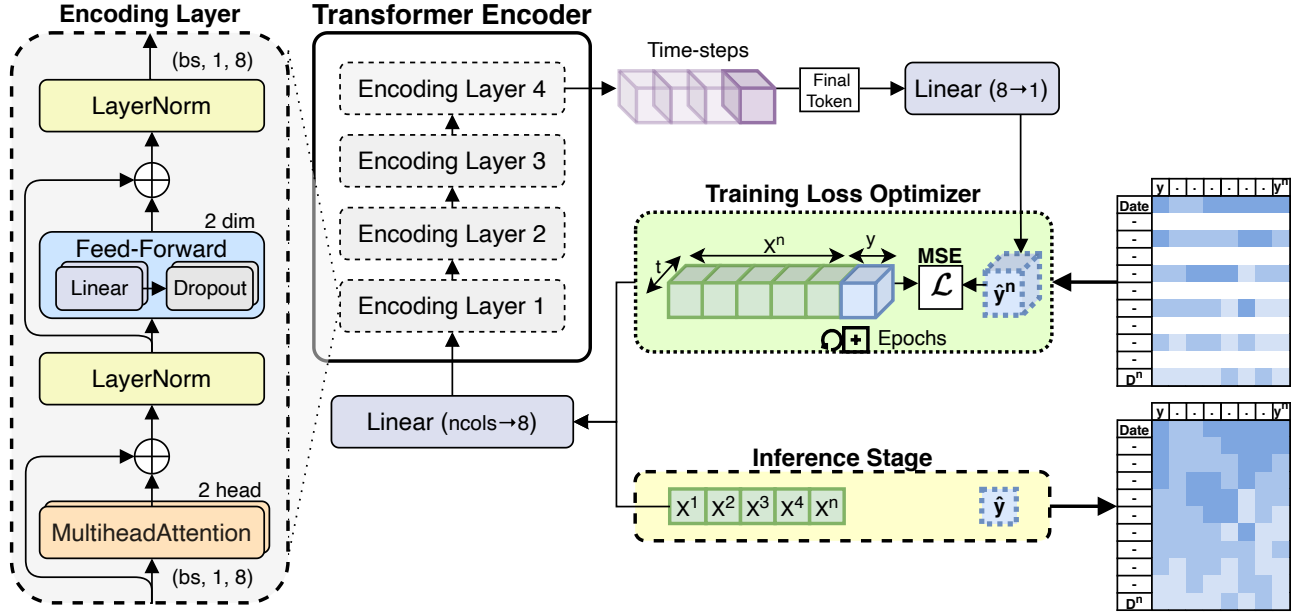 Encoding Layer
(bs, 1, 8)
LayerNorm
2 dim
Feed-Forward
Linear
Dropout
LayerNorm
2 head
MultiheadAttention
(bs, 1, 8)
Transformer Encoder
Encoding Layer 4
Encoding Layer 3
Encoding Layer 2
Encoding Layer 1
Linear (ncols→8)
Time-steps
Final
Token
Linear (8→1)
Training Loss Optimizer
t
Xⁿ
y
MSE
ℒ
ŷⁿ
Epochs
Inference Stage
X¹ X² X³ X⁴ Xⁿ
ŷ
y . . . . . . yⁿ
Date
-
-
-
-
-
-
-
-
-
Dⁿ
y . . . . . . yⁿ
Date
-
-
-
-
-
-
-
-
-
Dⁿ